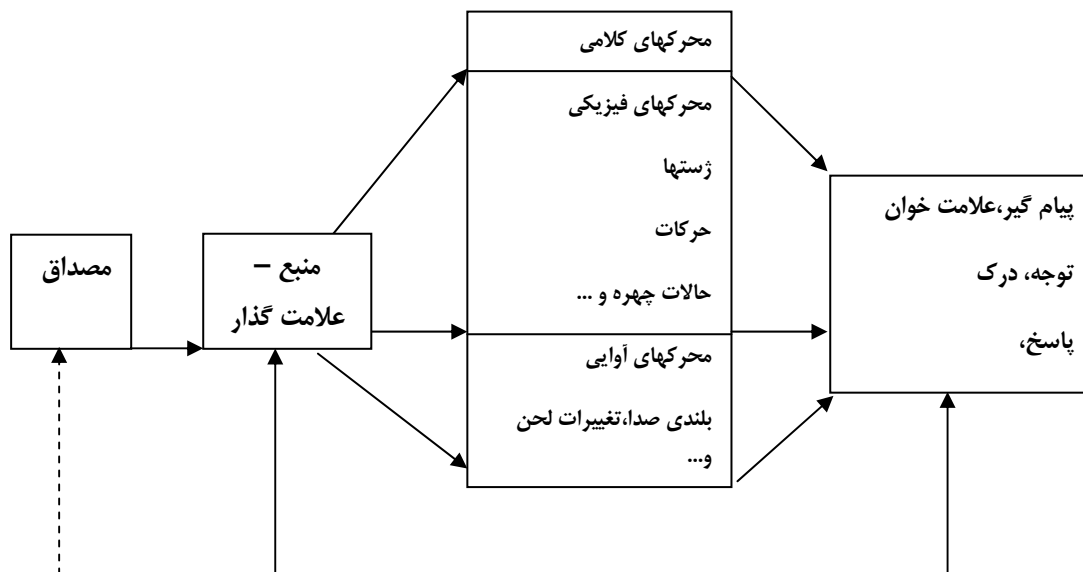 محرکهای کلامی
محرکهای فیزیکی
ژستها
حرکات
حالات چهره و ...
محرکهای آوایی
بلندی صدا،تغییرات لحن
و...
پیام گیر،علامت خوان
توجه، درک
پاسخ،
منبع –
علامت گذار
مصداق